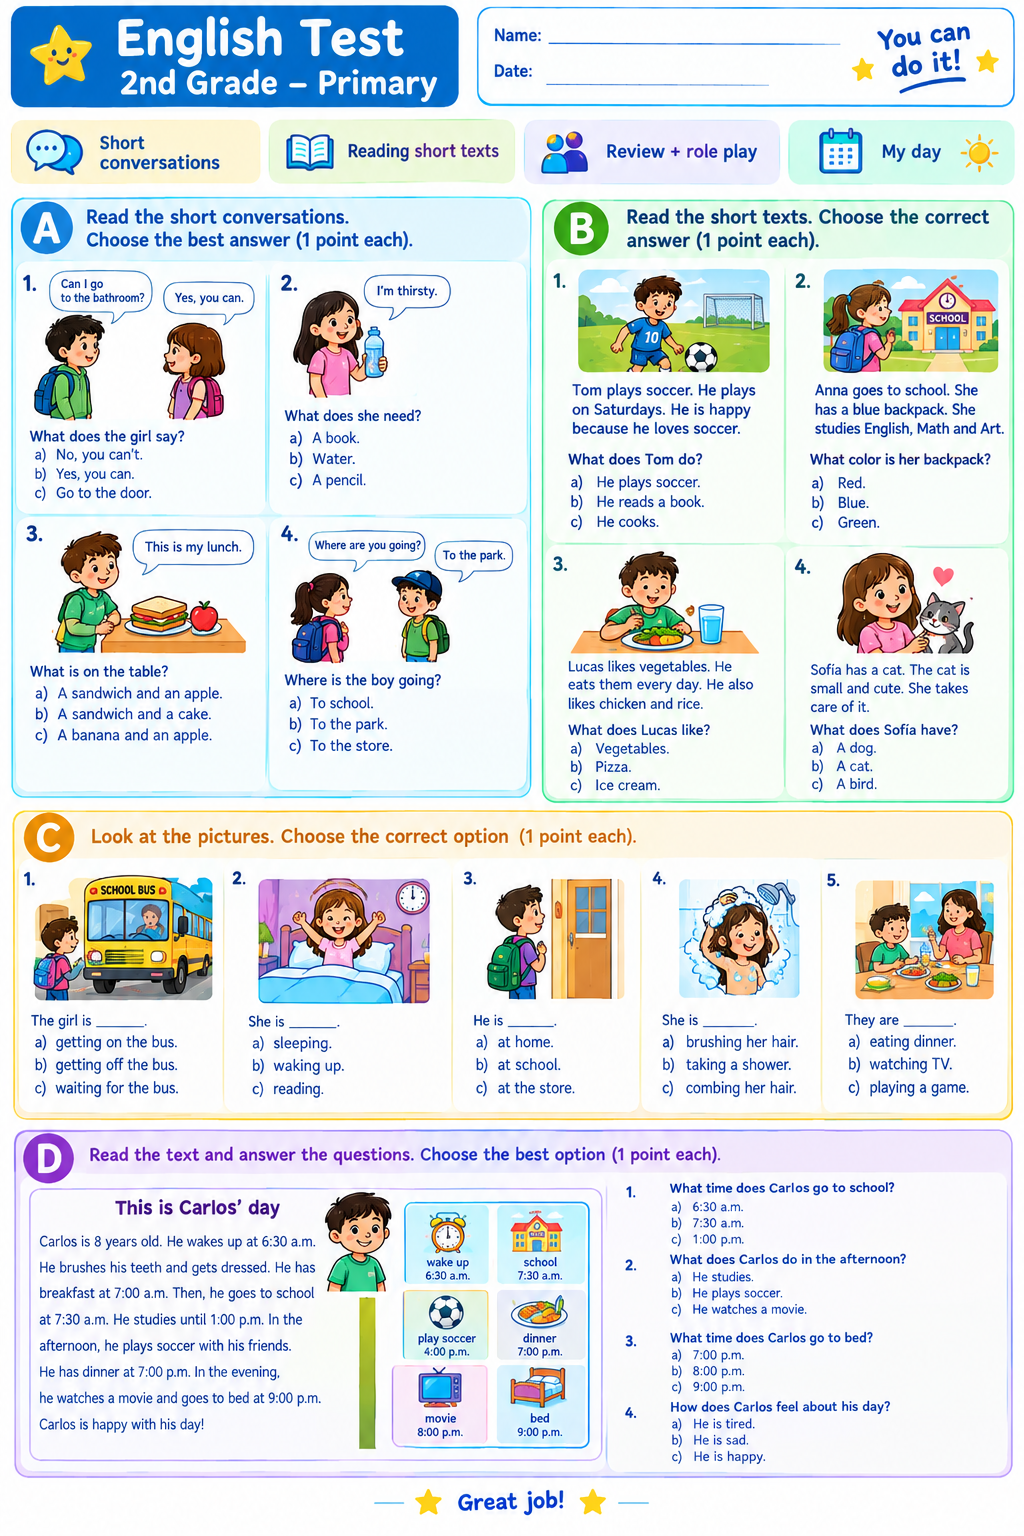 English Test
2nd Grade – Primary
Name:
Date:
You can
do it!
Short
conversations
Reading short texts
Review + role play
My day
A
Read the short conversations.
Choose the best answer (1 point each).
1.
Can I go
to the bathroom?
Yes, you can.
What does the girl say?
a) No, you can't.
b) Yes, you can.
c) Go to the door.
2.
I'm thirsty.
What does she need?
a) A book.
b) Water.
c) A pencil.
3.
This is my lunch.
What is on the table?
a) A sandwich and an apple.
b) A sandwich and a cake.
c) A banana and an apple.
4.
Where are you going?
To the park.
Where is the boy going?
a) To school.
b) To the park.
c) To the store.
B
Read the short texts. Choose the correct
answer (1 point each).
1.
10
Tom plays soccer. He plays
on Saturdays. He is happy
because he loves soccer.
What does Tom do?
a) He plays soccer.
b) He reads a book.
c) He cooks.
2.
SCHOOL
Anna goes to school. She
has a blue backpack. She
studies English, Math and Art.
What color is her backpack?
a) Red.
b) Blue.
c) Green.
3.
Lucas likes vegetables. He
eats them every day. He also
likes chicken and rice.
What does Lucas like?
a) Vegetables.
b) Pizza.
c) Ice cream.
4.
Sofía has a cat. The cat is
small and cute. She takes
care of it.
What does Sofía have?
a) A dog.
b) A cat.
c) A bird.
C
Look at the pictures. Choose the correct option (1 point each).
1.
SCHOOL BUS
The girl is ______.
a) getting on the bus.
b) getting off the bus.
c) waiting for the bus.
2.
She is ______.
a) sleeping.
b) waking up.
c) reading.
3.
He is ______.
a) at home.
b) at school.
c) at the store.
4.
She is ______.
a) brushing her hair.
b) taking a shower.
c) combing her hair.
5.
They are ______.
a) eating dinner.
b) watching TV.
c) playing a game.
D
Read the text and answer the questions. Choose the best option (1 point each).
This is Carlos' day
Carlos is 8 years old. He wakes up at 6:30 a.m.
He brushes his teeth and gets dressed. He has
breakfast at 7:00 a.m. Then, he goes to school
at 7:30 a.m. He studies until 1:00 p.m. In the
afternoon, he plays soccer with his friends.
He has dinner at 7:00 p.m. In the evening,
he watches a movie and goes to bed at 9:00 p.m.
Carlos is happy with his day!
wake up
6:30 a.m.
school
7:30 a.m.
play soccer
4:00 p.m.
dinner
7:00 p.m.
movie
8:00 p.m.
bed
9:00 p.m.
1. What time does Carlos go to school?
a) 6:30 a.m.
b) 7:30 a.m.
c) 1:00 p.m.
2. What does Carlos do in the afternoon?
a) He studies.
b) He plays soccer.
c) He watches a movie.
3. What time does Carlos go to bed?
a) 7:00 p.m.
b) 8:00 p.m.
c) 9:00 p.m.
4. How does Carlos feel about his day?
a) He is tired.
b) He is sad.
c) He is happy.
Great job!